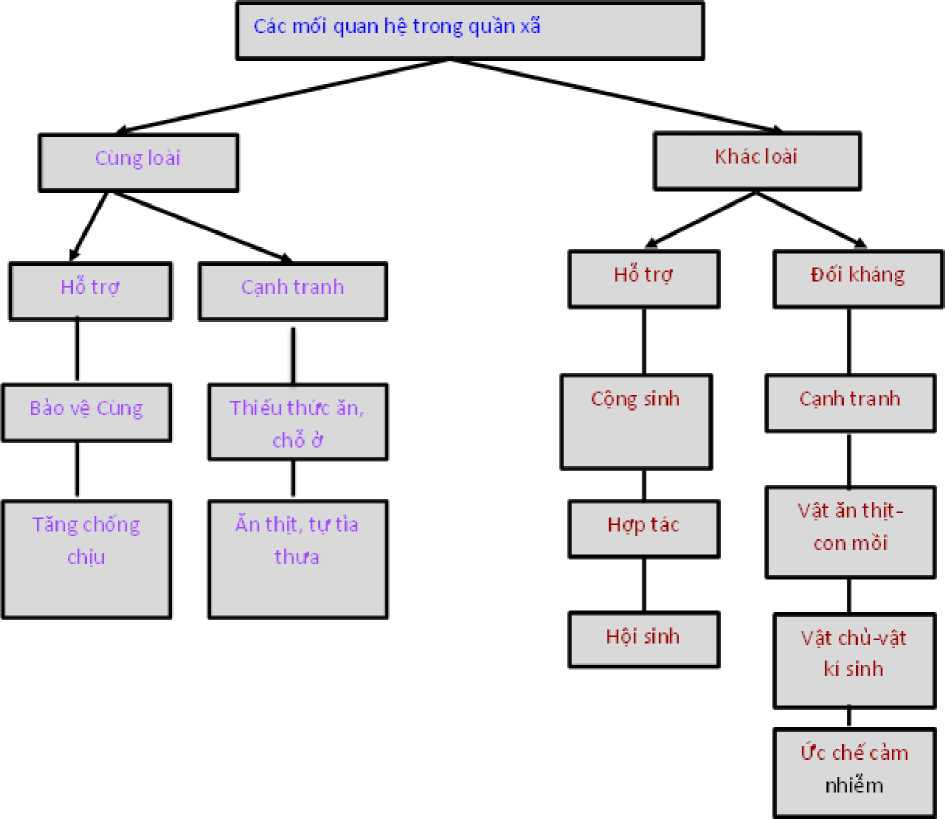 Các mối quan hệ trong quần xã
Cùng loài
Khác loài
Hỗ trợ
Cạnh tranh
Hỗ trợ
Đối kháng
Bảo vệ Cùng
Thiếu thức ăn,
chỗ ở
Cộng sinh
Cạnh tranh
Tăng chống
chịu
Ăn thịt, tự tỉa
thưa
Hợp tác
Vật ăn thịt-
con mồi
Hội sinh
Vật chủ-vật
kí sinh
Ức chế cảm
nhiễm